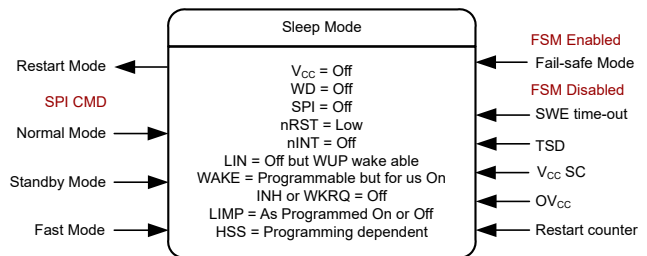 Sleep Mode
Restart Mode
SPI CMD
Normal Mode
Standby Mode
Fast Mode
VCC = Off
WD = Off
SPI = Off
nRST = Low
nINT = Off
LIN = Off but WUP wake able
WAKE = Programmable but for us On
INH or WKRQ = Off
LIMP = As Programmed On or Off
HSS = Programming dependent
FSM Enabled
Fail-safe Mode
FSM Disabled
SWE time-out
TSD
VCC SC
OVCC
Restart counter